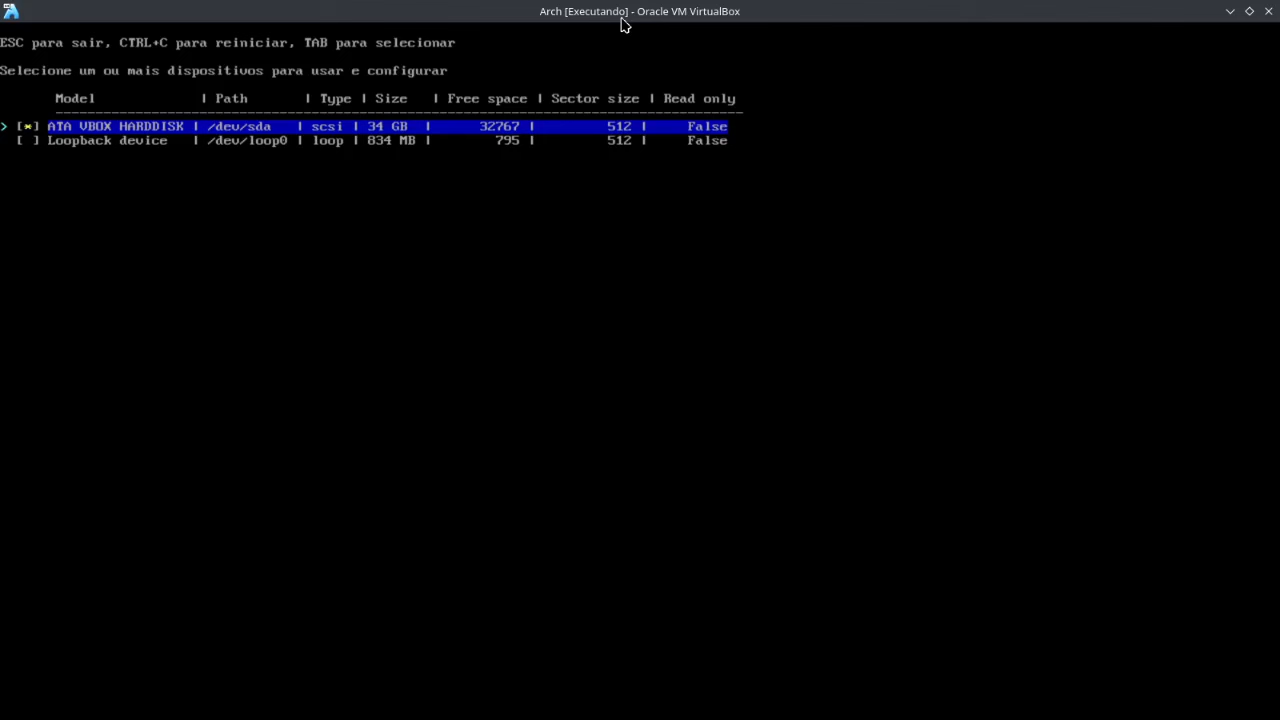 Arch [Executando] - Oracle VM VirtualBox
ESC para sair, CTRL+C para reiniciar, TAB para selecionar
Selecione um ou mais dispositivos para usar e configurar
Model | Path | Type | Size | Free space | Sector size | Read only
> [*] ATA VBOX HARDDISK | /dev/sda | scsi | 34 GB | 32767 | 512 | False
[ ] Loopback device | /dev/loop0 | loop | 834 MB | 795 | 512 | False